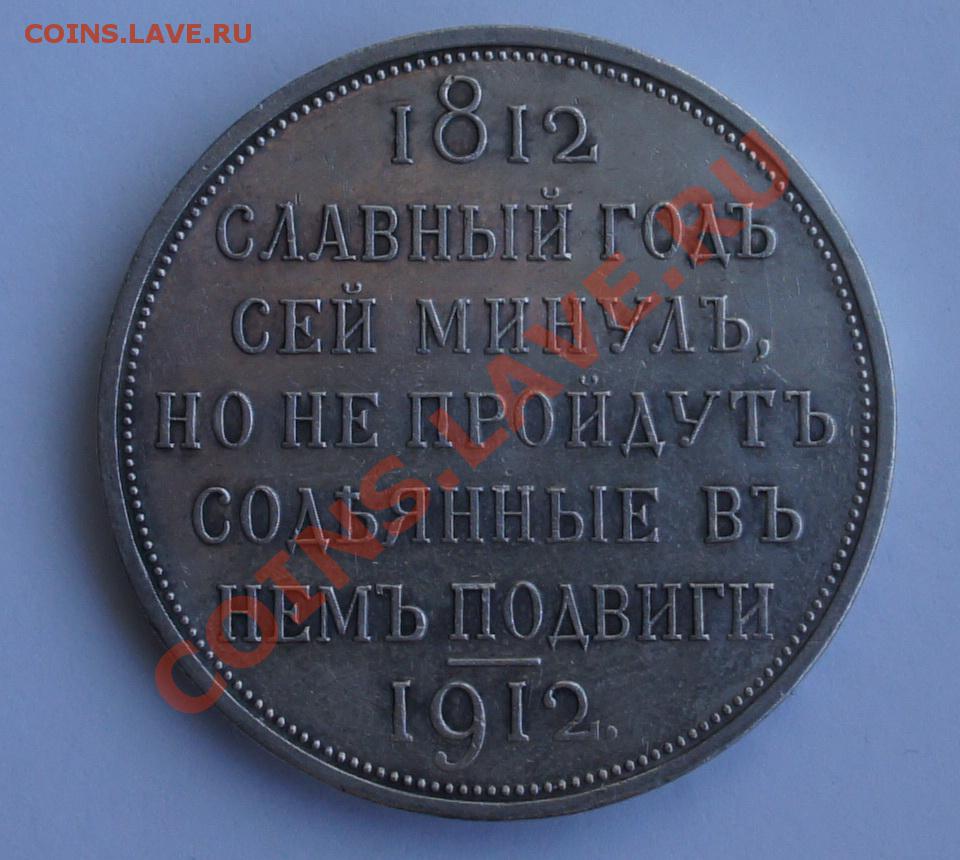 COINS.LAVE.RU
1812
СЛАВНЫЙ ГОДЪ
СЕЙ МИНУЛЪ,
НО НЕ ПРОЙДУТЪ
СОДѢЯННЫЕ ВЪ
НЕМЪ ПОДВИГИ
1912.
COINS.LAVE.RU